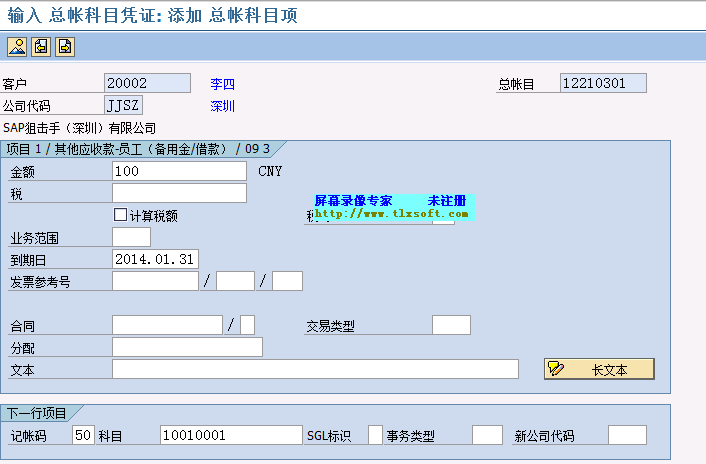 输入 总帐科目凭证: 添加 总帐科目项
客户 20002 李四 总帐目 12210301
公司代码 JJSZ 深圳
SAP狙击手（深圳）有限公司
项目 1 / 其他应收款-员工（备用金/借款） / 09 3
金额 100 CNY
税
屏幕录像专家 未注册
计算税额
http://www.tlxsoft.com
业务范围
到期日 2014.01.31
发票参考号 / /
合同 / 交易类型
分配
文本 长文本
下一行项目
记帐码 50 科目 10010001 SGL标识 事务类型 新公司代码